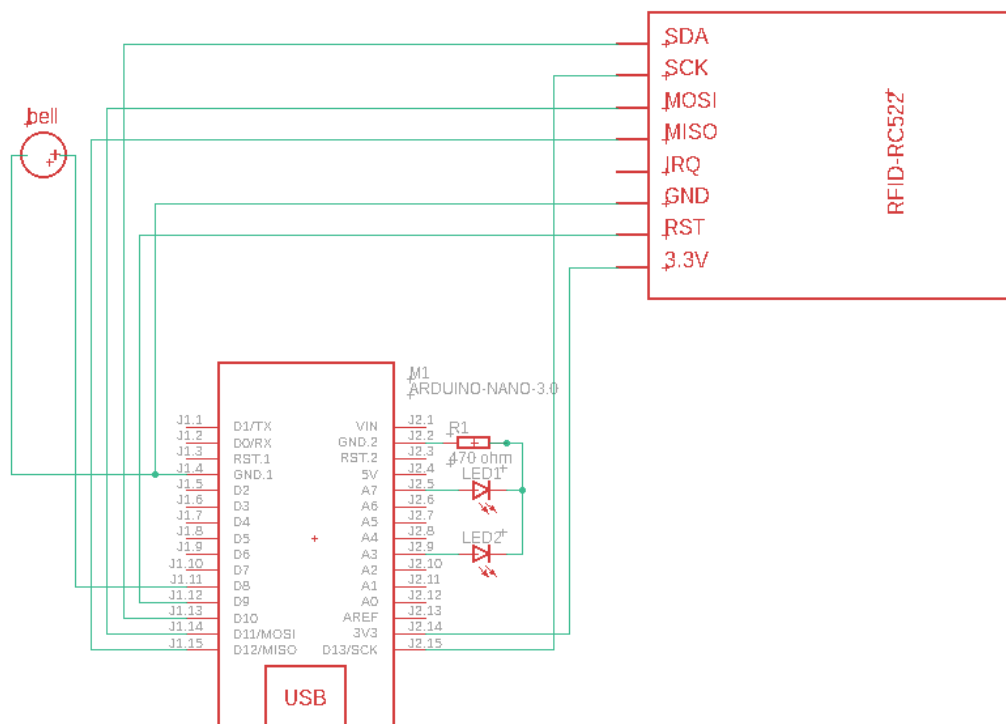 SDA
SCK
MOSI
MISO
IRQ
GND
RST
3.3V
RFID-RC522
bell
M1
ARDUINO-NANO-3.0
J1.1 D1/TX
J1.2 D0/RX
J1.3 RST.1
J1.4 GND.1
J1.5 D2
J1.6 D3
J1.7 D4
J1.8 D5
J1.9 D6
J1.10 D7
J1.11 D8
J1.12 D9
J1.13 D10
J1.14 D11/MOSI
J1.15 D12/MISO
VIN J2.1
GND.2 J2.2
RST.2 J2.3
5V J2.4
A7 J2.5
A6 J2.6
A5 J2.7
A4 J2.8
A3 J2.9
A2 J2.10
A1 J2.11
A0 J2.12
AREF J2.13
3V3 J2.14
D13/SCK J2.15
R1
470 ohm
LED1
LED2
USB